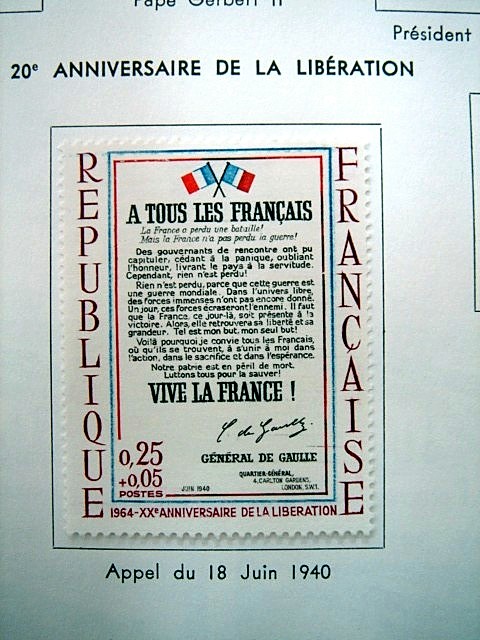 Pape Gerbert II
Président
20e ANNIVERSAIRE DE LA LIBÉRATION
REPUBLIQUE
FRANÇAISE
A TOUS LES FRANÇAIS
La France a perdu une bataille!
Mais la France n'a pas perdu la guerre!
Des gouvernants de rencontre ont pu
capituler, cédant à la panique, oubliant
l'honneur, livrant le pays à la servitude.
Cependant, rien n'est perdu!
Rien n'est perdu, parce que cette guerre est
une guerre mondiale. Dans l'univers libre,
des forces immenses n'ont pas encore donné.
Un jour, ces forces écraseront l'ennemi. Il faut
que la France, ce jour-là, soit présente à la
victoire. Alors, elle retrouvera sa liberté et sa
grandeur. Tel est mon but, mon seul but!
Voilà pourquoi je convie tous les Français,
où qu'ils se trouvent, à s'unir à moi dans
l'action, dans le sacrifice et dans l'espérance.
Notre patrie est en péril de mort.
Luttons tous pour la sauver!
VIVE LA FRANCE !
C. de Gaulle.
GÉNÉRAL DE GAULLE
0,25
+0,05
POSTES
JUIN 1940
QUARTIER-GÉNÉRAL,
4, CARLTON GARDENS,
LONDON, S.W.1.
1964-XXe ANNIVERSAIRE DE LA LIBERATION
Appel du 18 Juin 1940